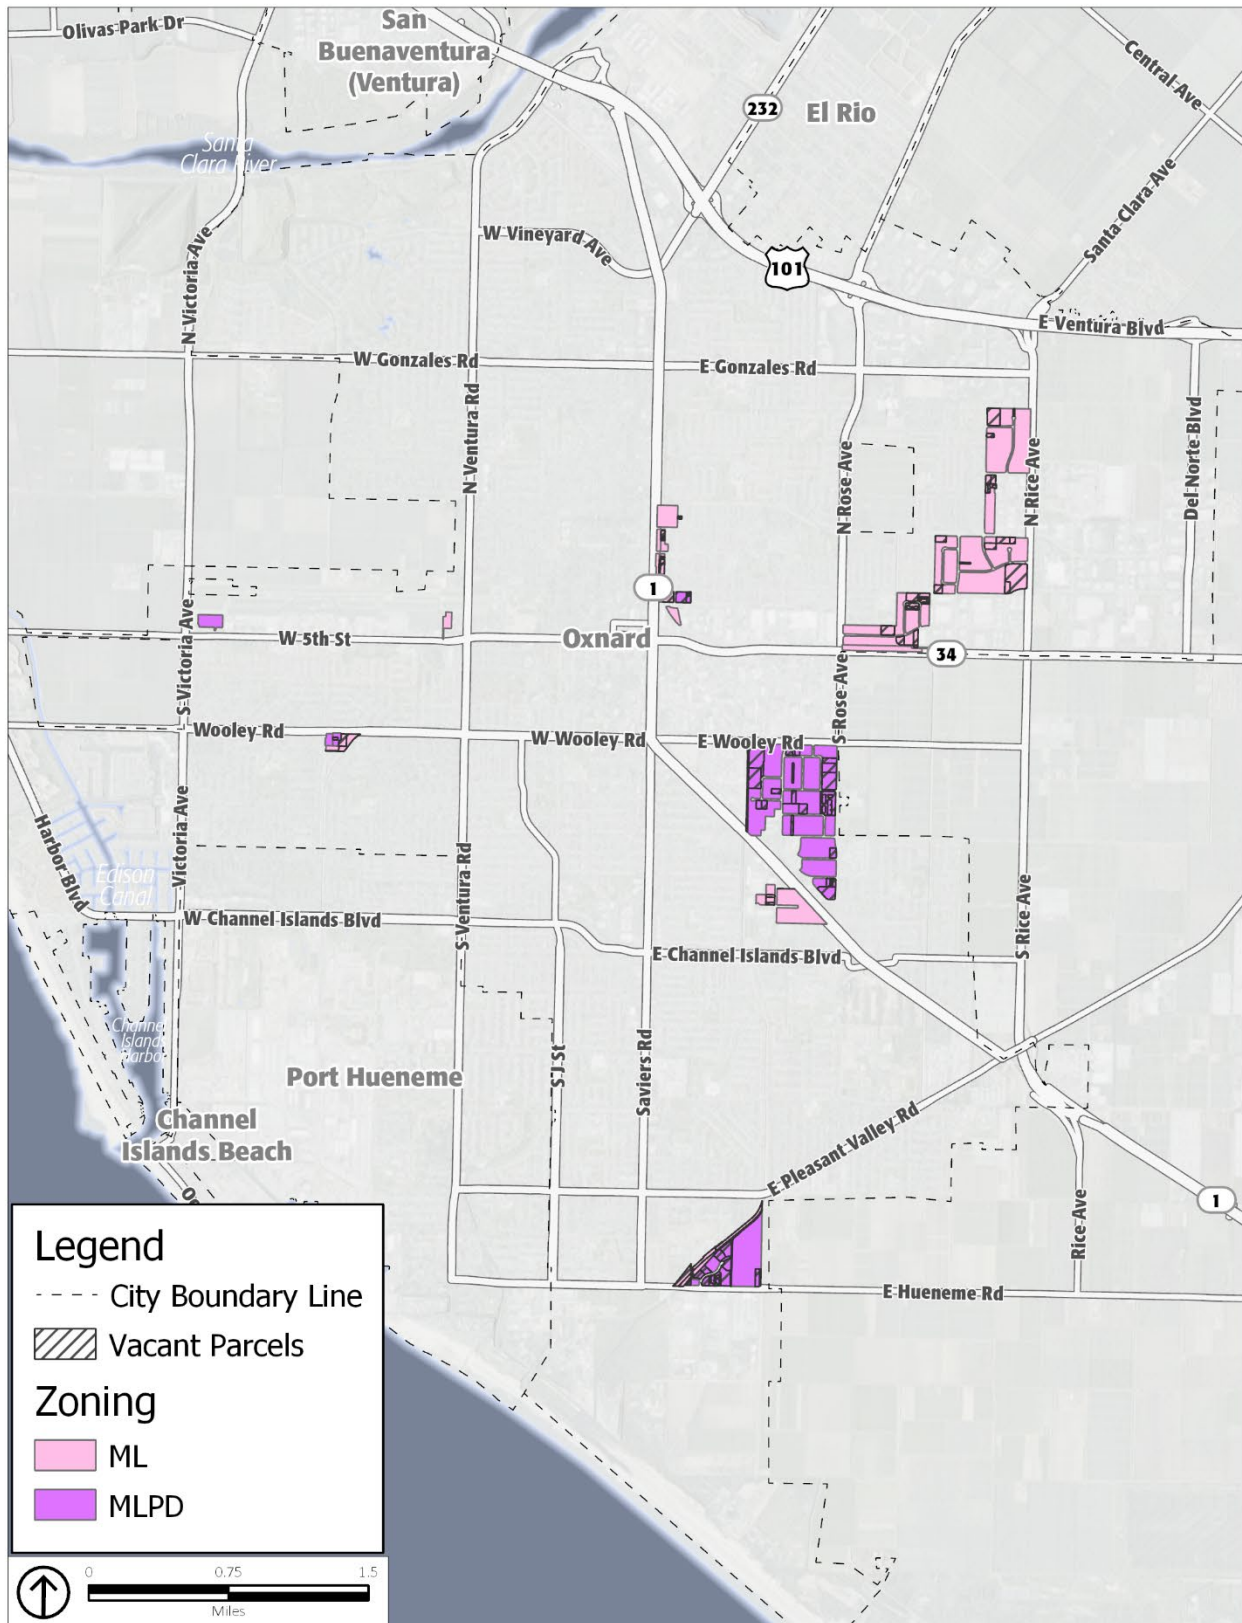 Olivas Park Dr
San
Buenaventura
(Ventura)
Central Ave
232
El Rio
Santa
Clara River
Santa Clara Ave
N Victoria Ave
W Vineyard Ave
101
E Ventura Blvd
W Gonzales Rd
E Gonzales Rd
N Ventura Rd
N Rose Ave
N Rice Ave
Del Norte Blvd
1
S Victoria Ave
W 5th St
Oxnard
34
S Rose Ave
Wooley Rd
W Wooley Rd
E Wooley Rd
Harbor Blvd
Victoria Ave
Edison
Canal
S Ventura Rd
S Rice Ave
W Channel Islands Blvd
E Channel Islands Blvd
Channel
Islands
Harbor
Port Hueneme
S J St
Saviers Rd
Channel
Islands Beach
E Pleasant Valley Rd
1
Rice Ave
E Hueneme Rd
Legend
City Boundary Line
Vacant Parcels
Zoning
ML
MLPD
0 0.75 1.5
Miles